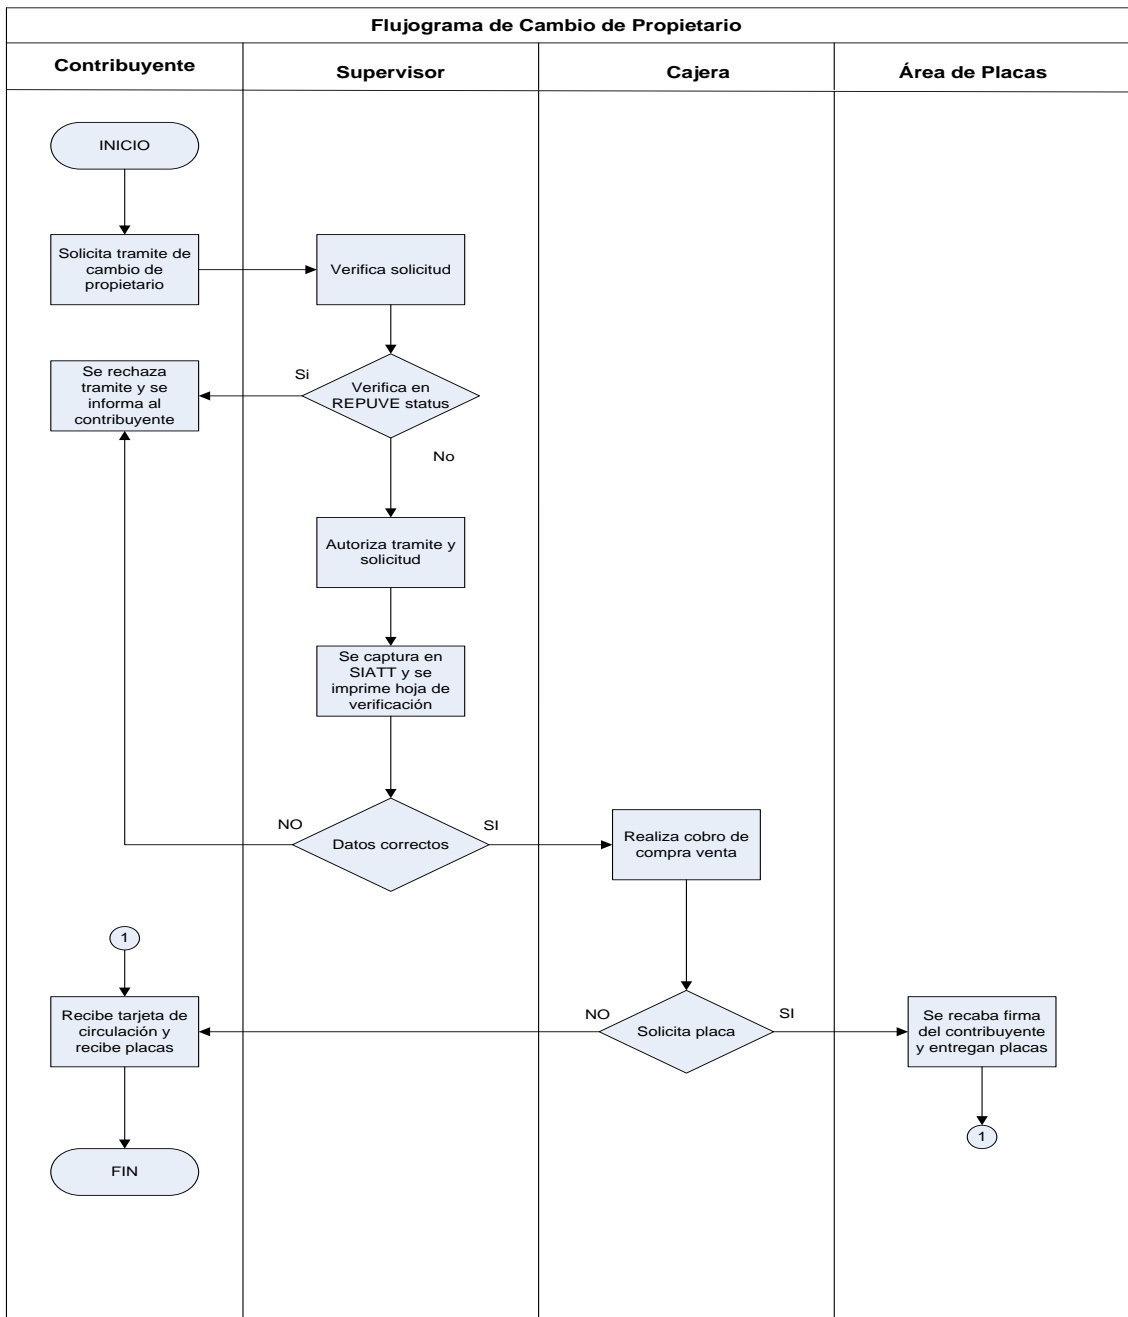 Flujograma de Cambio de Propietario
Contribuyente
Supervisor
Cajera
Área de Placas
INICIO
Solicita tramite de
cambio de
propietario
Verifica solicitud
Se rechaza
tramite y se
informa al
contribuyente
Si
Verifica en
REPUVE status
No
Autoriza tramite y
solicitud
Se captura en
SIATT y se
imprime hoja de
verificación
NO
Datos correctos
SI
Realiza cobro de
compra venta
1
Recibe tarjeta de
circulación y
recibe placas
NO
Solicita placa
SI
Se recaba firma
del contribuyente
y entregan placas
1
FIN